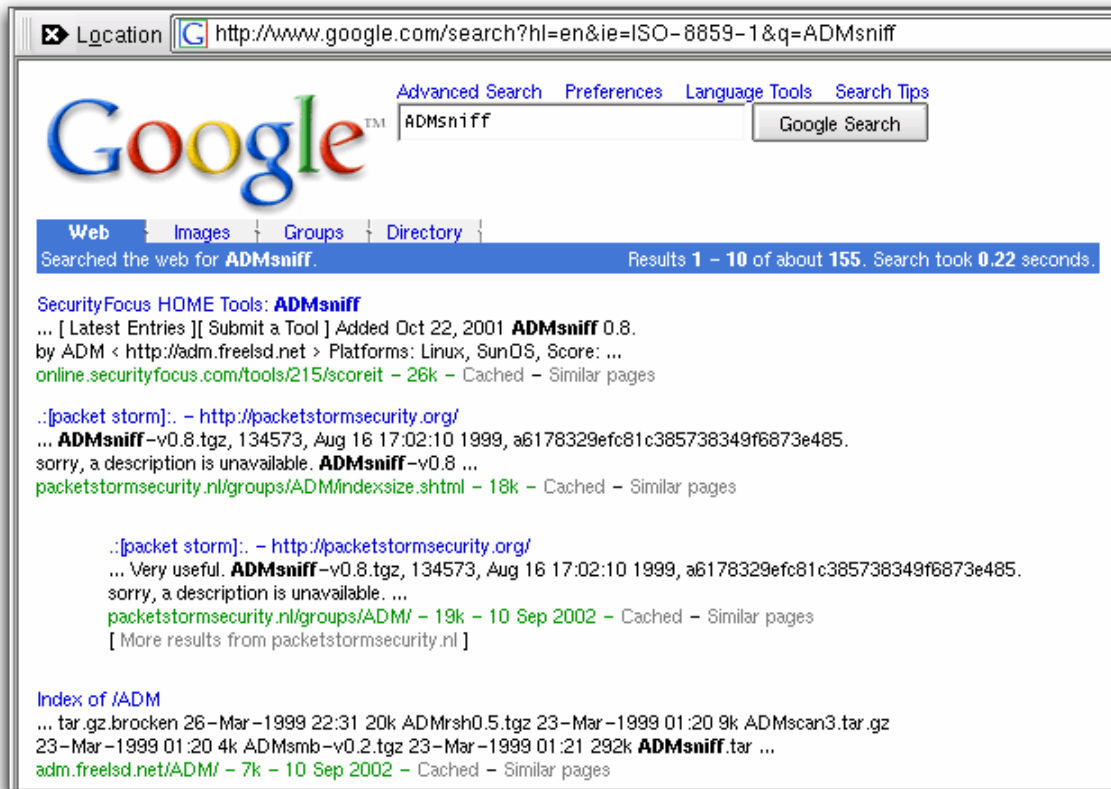 Location http://www.google.com/search?hl=en&ie=ISO-8859-1&q=ADMsniff
Google™
Advanced Search Preferences Language Tools Search Tips
ADMsniff Google Search
Web Images Groups Directory
Searched the web for ADMsniff. Results 1 – 10 of about 155. Search took 0.22 seconds.
SecurityFocus HOME Tools: ADMsniff
... [ Latest Entries ][ Submit a Tool ] Added Oct 22, 2001 ADMsniff 0.8.
by ADM < http://adm.freelsd.net > Platforms: Linux, SunOS, Score: ...
online.securityfocus.com/tools/215/scoreit – 26k – Cached – Similar pages
.:[packet storm]:. – http://packetstormsecurity.org/
... ADMsniff-v0.8.tgz, 134573, Aug 16 17:02:10 1999, a6178329efc81c385738349f6873e485.
sorry, a description is unavailable. ADMsniff-v0.8 ...
packetstormsecurity.nl/groups/ADM/indexsize.shtml – 18k – Cached – Similar pages
.:[packet storm]:. – http://packetstormsecurity.org/
... Very useful. ADMsniff-v0.8.tgz, 134573, Aug 16 17:02:10 1999, a6178329efc81c385738349f6873e485.
sorry, a description is unavailable. ...
packetstormsecurity.nl/groups/ADM/ – 19k – 10 Sep 2002 – Cached – Similar pages
[ More results from packetstormsecurity.nl ]
Index of /ADM
... tar.gz.brocken 26-Mar-1999 22:31 20k ADMrsh0.5.tgz 23-Mar-1999 01:20 9k ADMscan3.tar.gz
23-Mar-1999 01:20 4k ADMsmb-v0.2.tgz 23-Mar-1999 01:21 292k ADMsniff.tar ...
adm.freelsd.net/ADM/ – 7k – 10 Sep 2002 – Cached – Similar pages